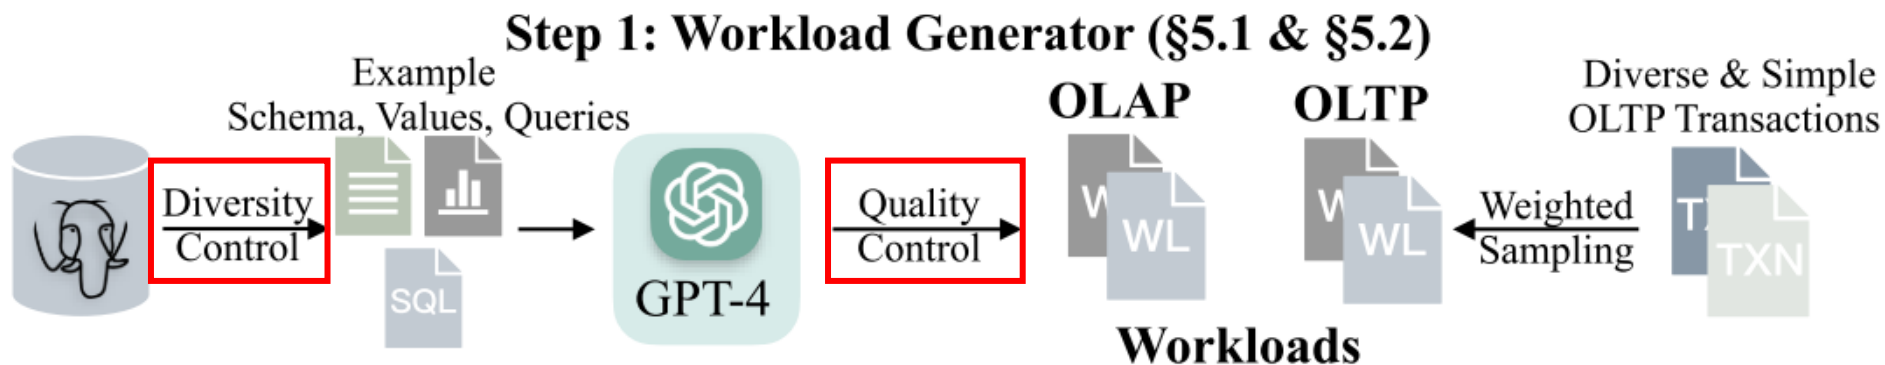 Step 1: Workload Generator (§5.1 & §5.2)
Example
Schema, Values, Queries
Diversity
Control
SQL
GPT-4
Quality
Control
OLAP
W
WL
OLTP
W
WL
Workloads
Weighted
Sampling
Diverse & Simple
OLTP Transactions
TX
TXN